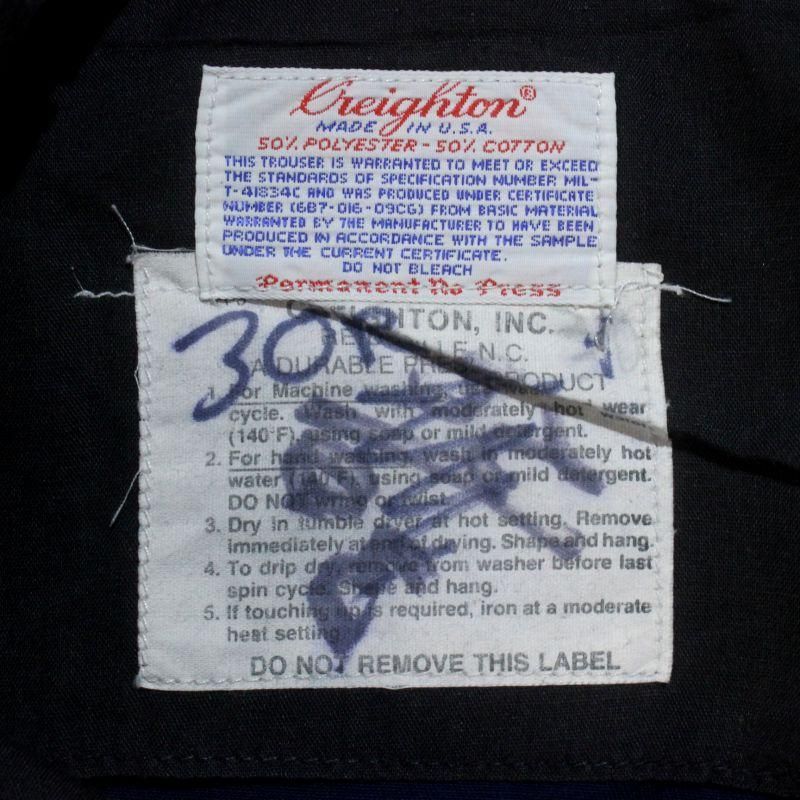 Creighton®
MADE IN U.S.A.
50% POLYESTER - 50% COTTON
THIS TROUSER IS WARRANTED TO MEET OR EXCEED
THE STANDARDS OF SPECIFICATION NUMBER MIL-
T-41834C AND WAS PRODUCED UNDER CERTIFICATE
NUMBER (6B7-016-09CG) FROM BASIC MATERIAL
WARRANTED BY THE MANUFACTURER TO HAVE BEEN
PRODUCED IN ACCORDANCE WITH THE SAMPLE
UNDER THE CURRENT CERTIFICATE.
DO NOT BLEACH
Permanent No Press
CREIGHTON, INC.
N.C.
A DURABLE PRESS PRODUCT
30R
1. For Machine washing, wear
cycle. Wash with moderately hot
(140°F), using soap or mild detergent.
2. For hand washing, wash in moderately hot
water (140°F), using soap or mild detergent.
DO NOT wring or twist.
3. Dry in tumble dryer at hot setting. Remove
immediately at end of drying. Shape and hang.
4. To drip dry, remove from washer before last
spin cycle. Shape and hang.
5. If touching up is required, iron at a moderate
heat setting
DO NOT REMOVE THIS LABEL